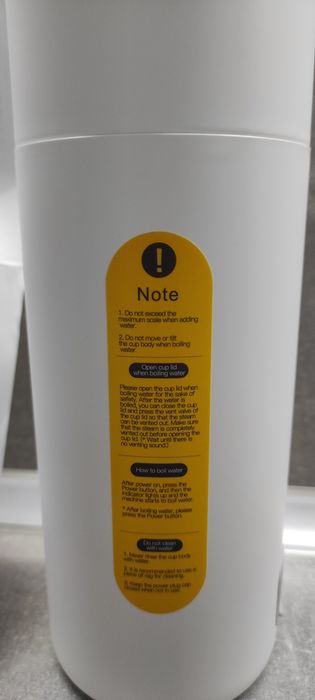 !
Note
1. Do not exceed the
maximum scale when adding
water.
2. Do not move or tilt
the cup body when boiling
water.
Open cup lid
when boiling water
Please open the cup lid when
boiling water for the sake of
safety. After the water is
boiled, you can close the cup
lid and press the vent valve of
the cup lid so that the steam
can be vented out. Make sure
that the steam is completely
vented out before opening the
cup lid. (* Wait until there is
no venting sound.)
How to boil water
After power on, press the
Power button, and then the
indicator lights up and the
machine starts to boil water.
* After boiling water, please
press the Power button.
Do not clean
with water
1. Never rinse the cup body
with water.
2. It is recommended to use a
piece of rag for cleaning.
3. Keep the power plug cap
closed when not in use.